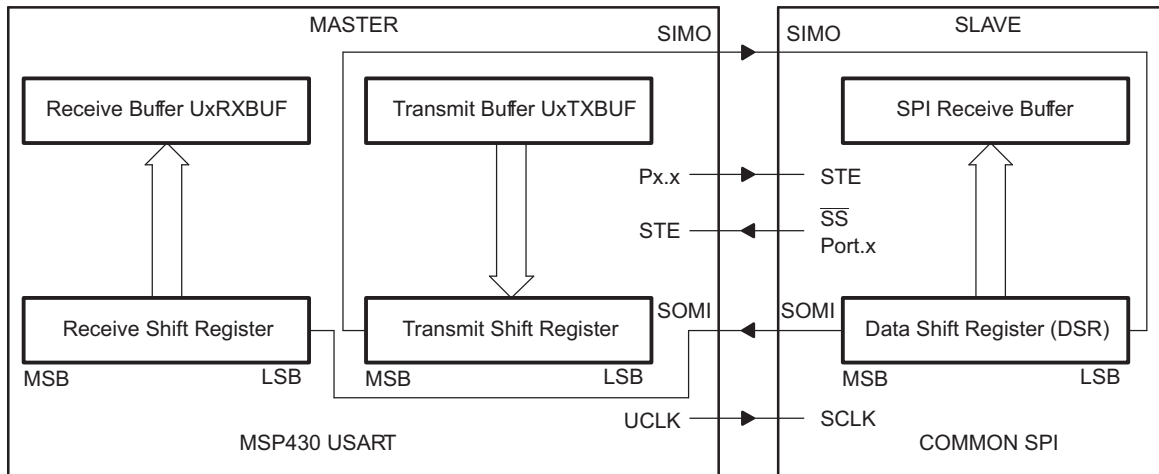 MASTER
SLAVE
SIMO
SIMO
Receive Buffer UxRXBUF
Transmit Buffer UxTXBUF
SPI Receive Buffer
Px.x
STE
STE
SS
Port.x
Receive Shift Register
Transmit Shift Register
SOMI
SOMI
Data Shift Register (DSR)
MSB
LSB
MSB
LSB
MSB
LSB
UCLK
SCLK
MSP430 USART
COMMON SPI